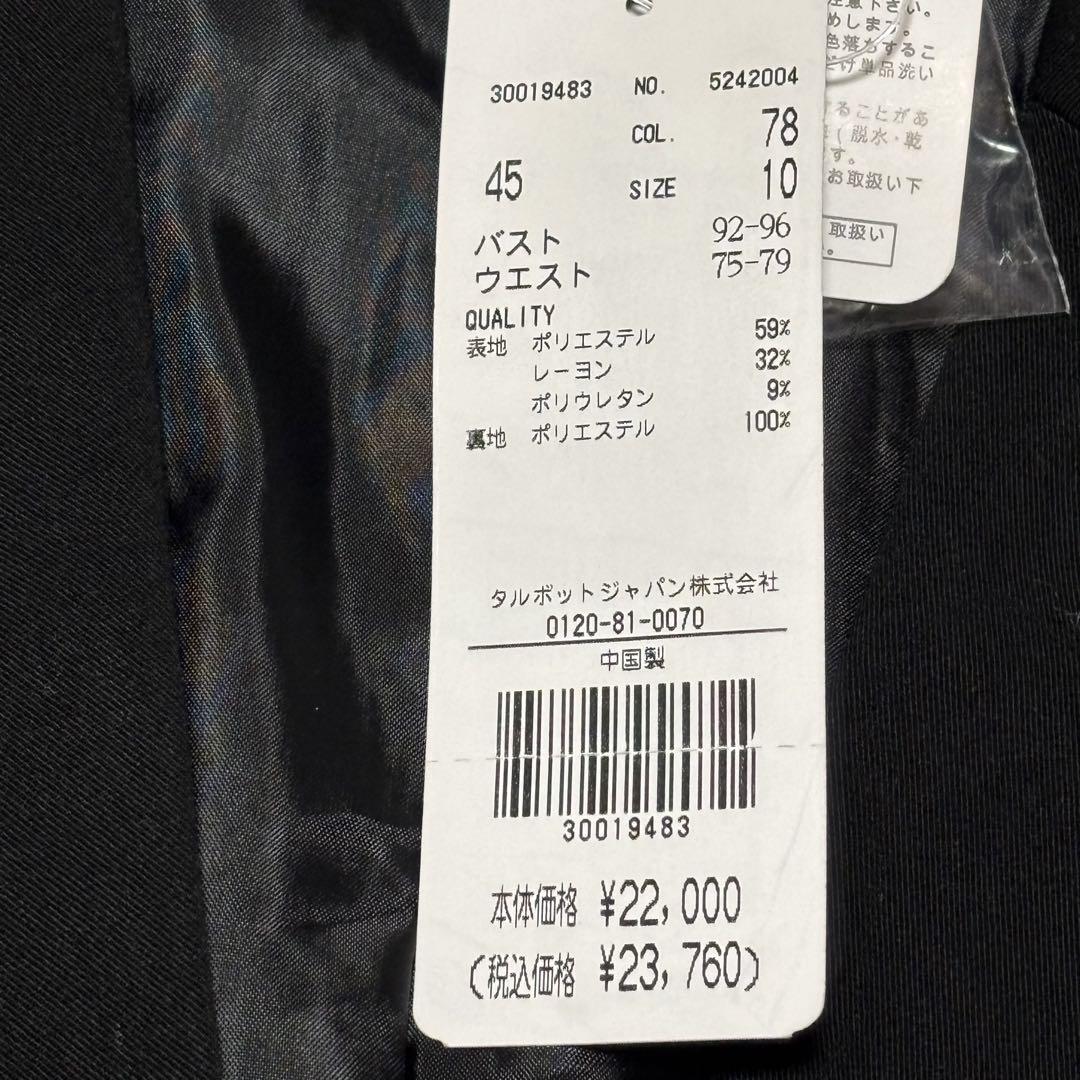 30019483 NO. 5242004
COL. 78
45 SIZE 10
バスト 92-96
ウエスト 75-79
QUALITY
表地 ポリエステル 59%
レーヨン 32%
ポリウレタン 9%
裏地 ポリエステル 100%
タルボットジャパン株式会社
0120-81-0070
中国製
30019483
本体価格 ¥22,000
(税込価格 ¥23,760)
注意下さい。
めします。
色落ちするこ
だけ単品洗い
ることがあ
(脱水・乾
す。
お取扱い下
取扱い